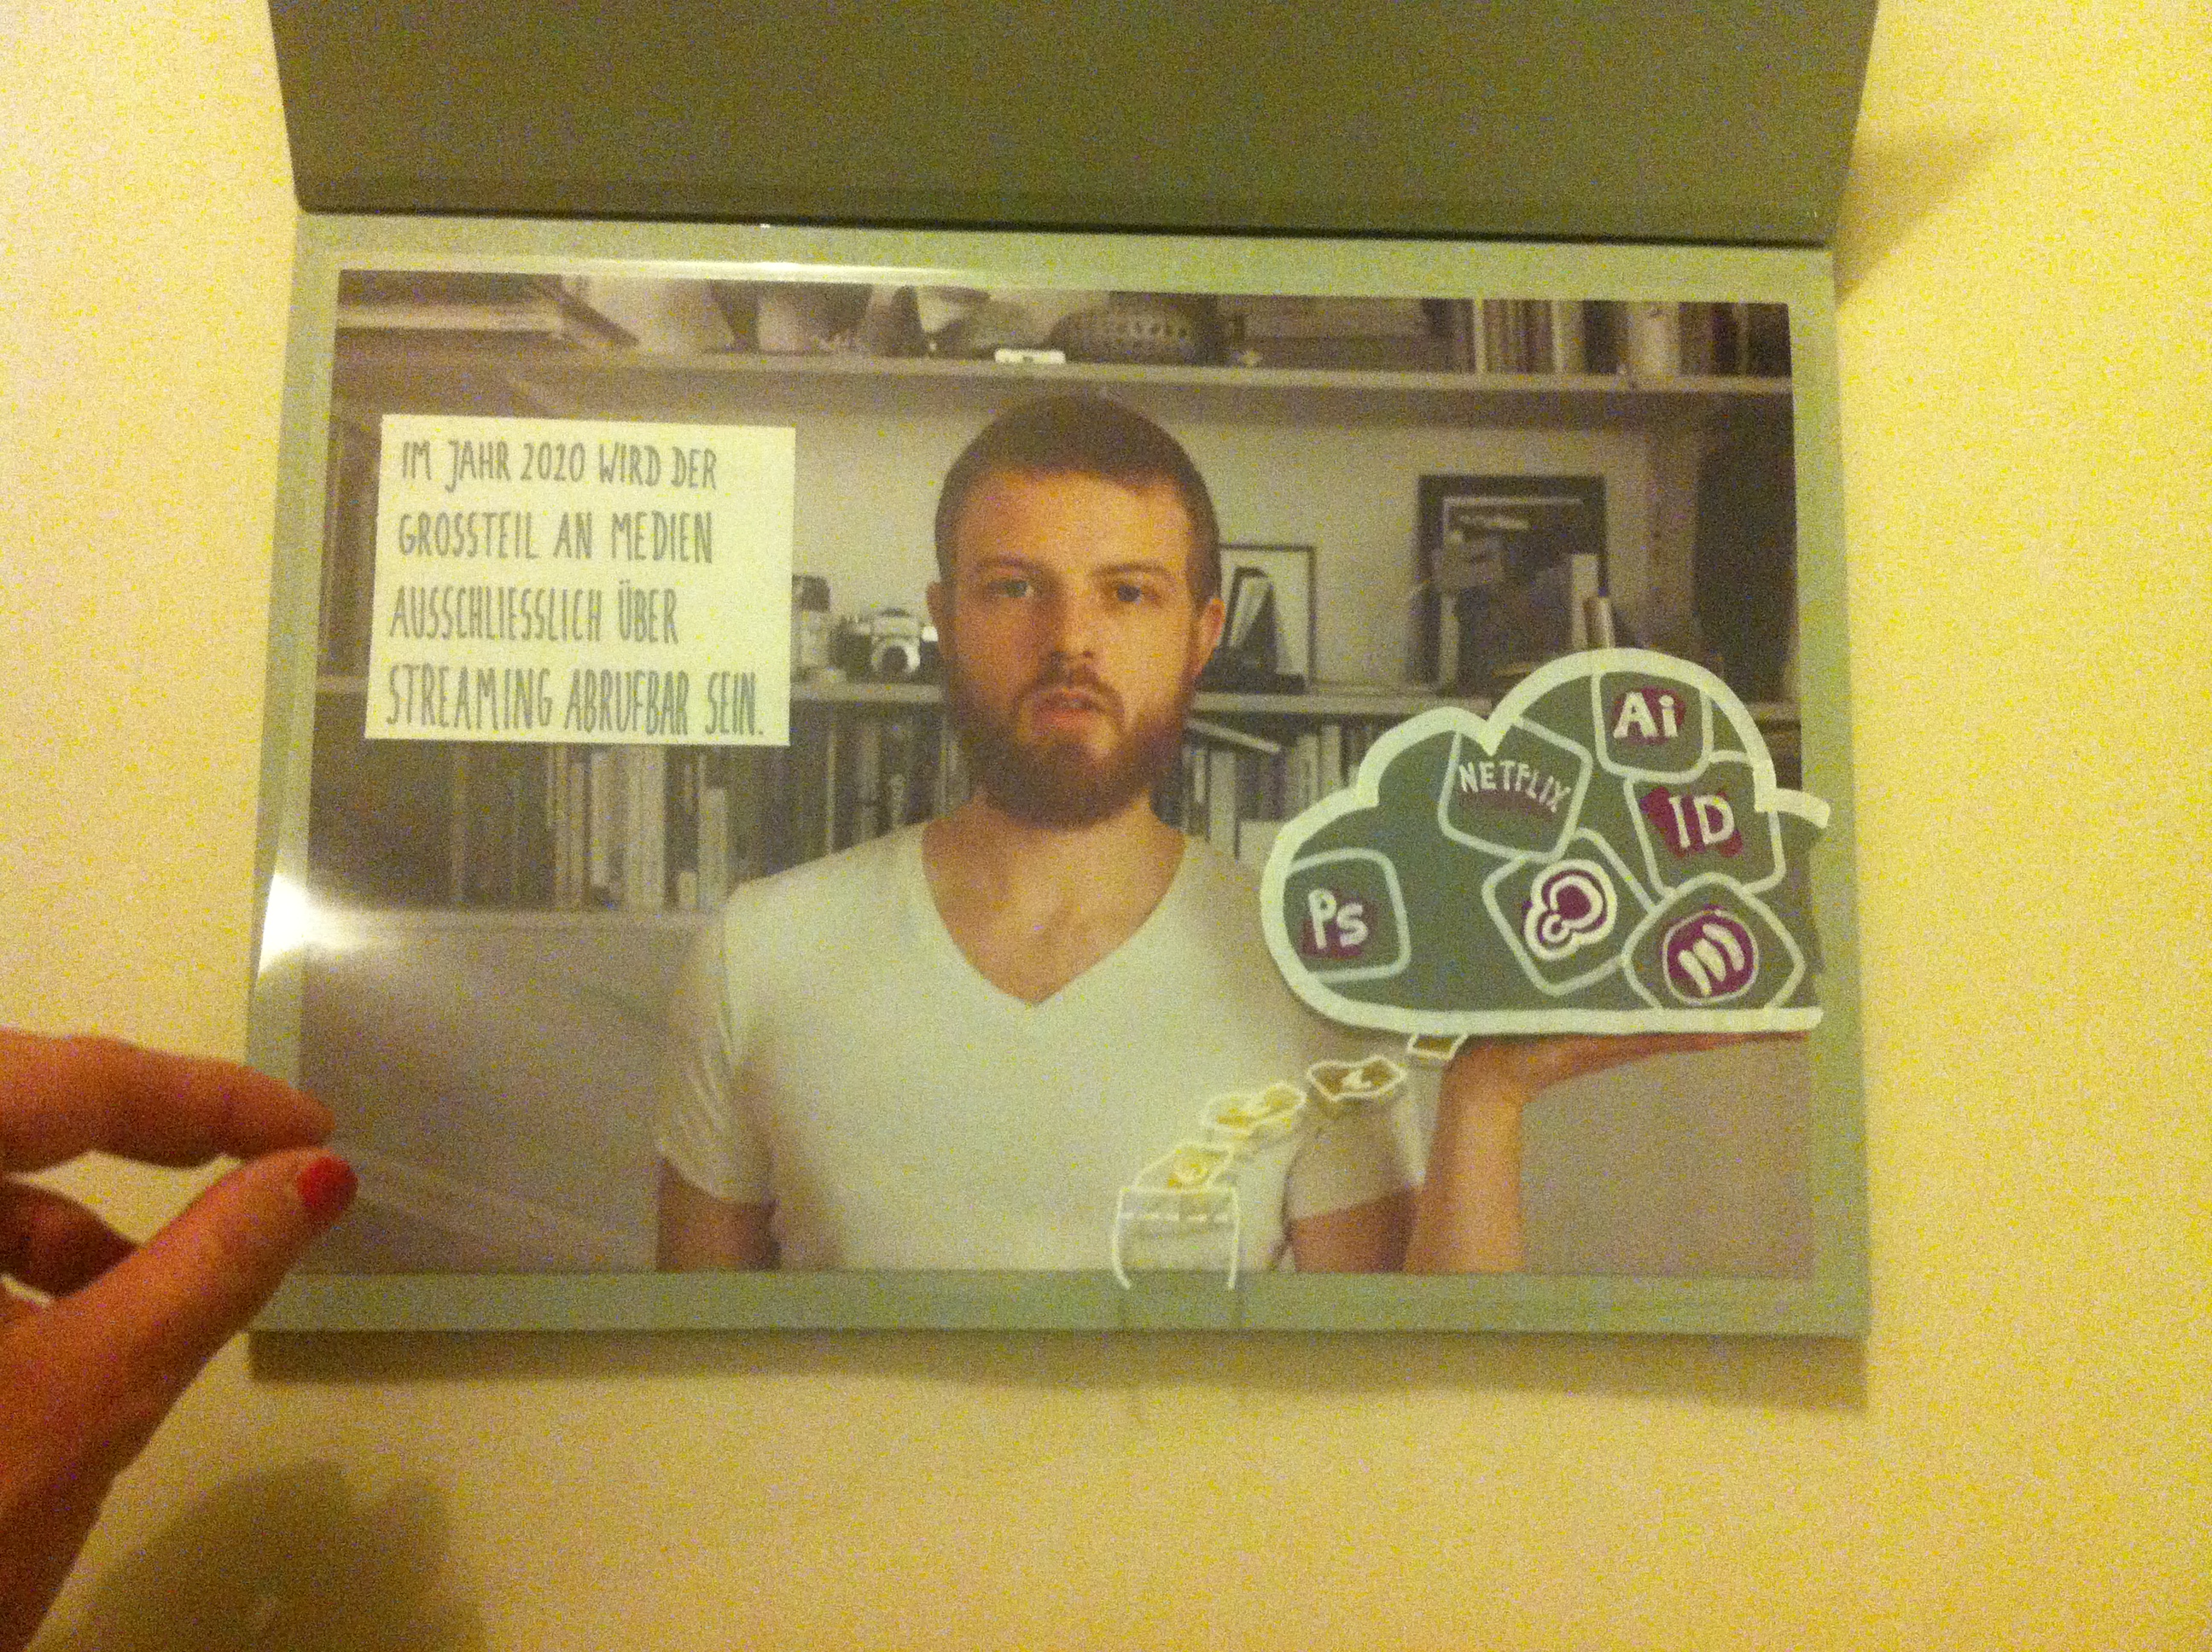 IM JAHR 2020 WIRD DER
GROSSTEIL AN MEDIEN
AUSSCHLIESSLICH ÜBER
STREAMING ABRUFBAR SEIN.
Ai
NETFLIX
ID
Ps